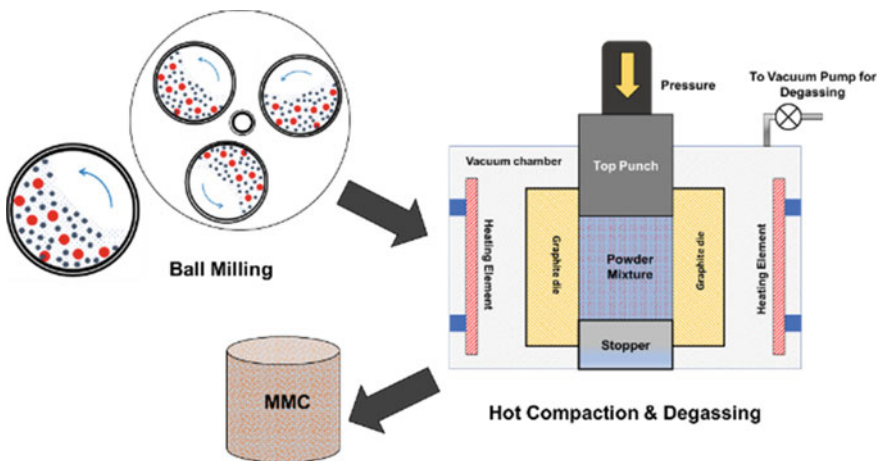 Ball Milling
Pressure
To Vacuum Pump for
Degassing
Vacuum chamber
Top Punch
Heating Element
Graphite die
Powder
Mixture
Graphite die
Heating Element
Stopper
Hot Compaction & Degassing
MMC